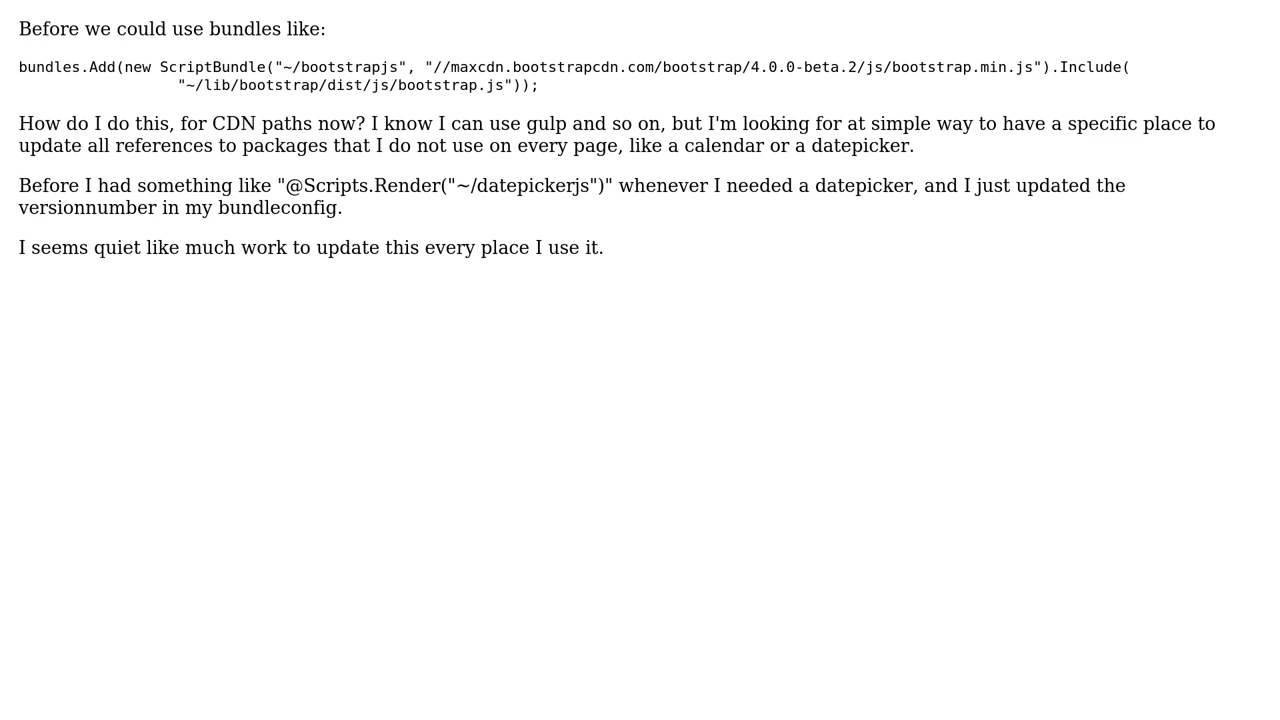 Before we could use bundles like:
bundles.Add(new ScriptBundle("~/bootstrapjs", "//maxcdn.bootstrapcdn.com/bootstrap/4.0.0-beta.2/js/bootstrap.min.js").Include(
"~/lib/bootstrap/dist/js/bootstrap.js"));
How do I do this, for CDN paths now? I know I can use gulp and so on, but I'm looking for at simple way to have a specific place to
update all references to packages that I do not use on every page, like a calendar or a datepicker.
Before I had something like "@Scripts.Render("~/datepickerjs")" whenever I needed a datepicker, and I just updated the
versionnumber in my bundleconfig.
I seems quiet like much work to update this every place I use it.